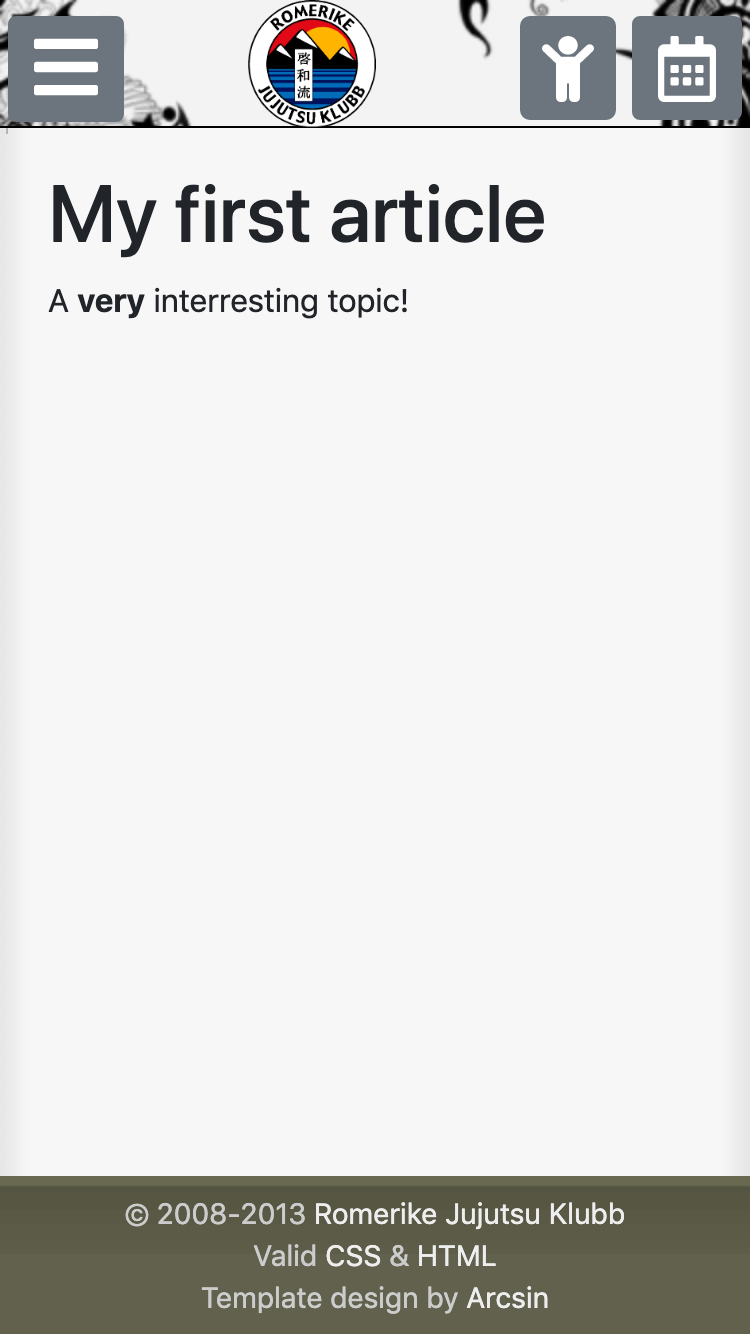 ROMERIKE
啓和流
JUJUTSU KLUBB
My first article
A very interresting topic!
© 2008-2013 Romerike Jujutsu Klubb
Valid CSS & HTML
Template design by Arcsin